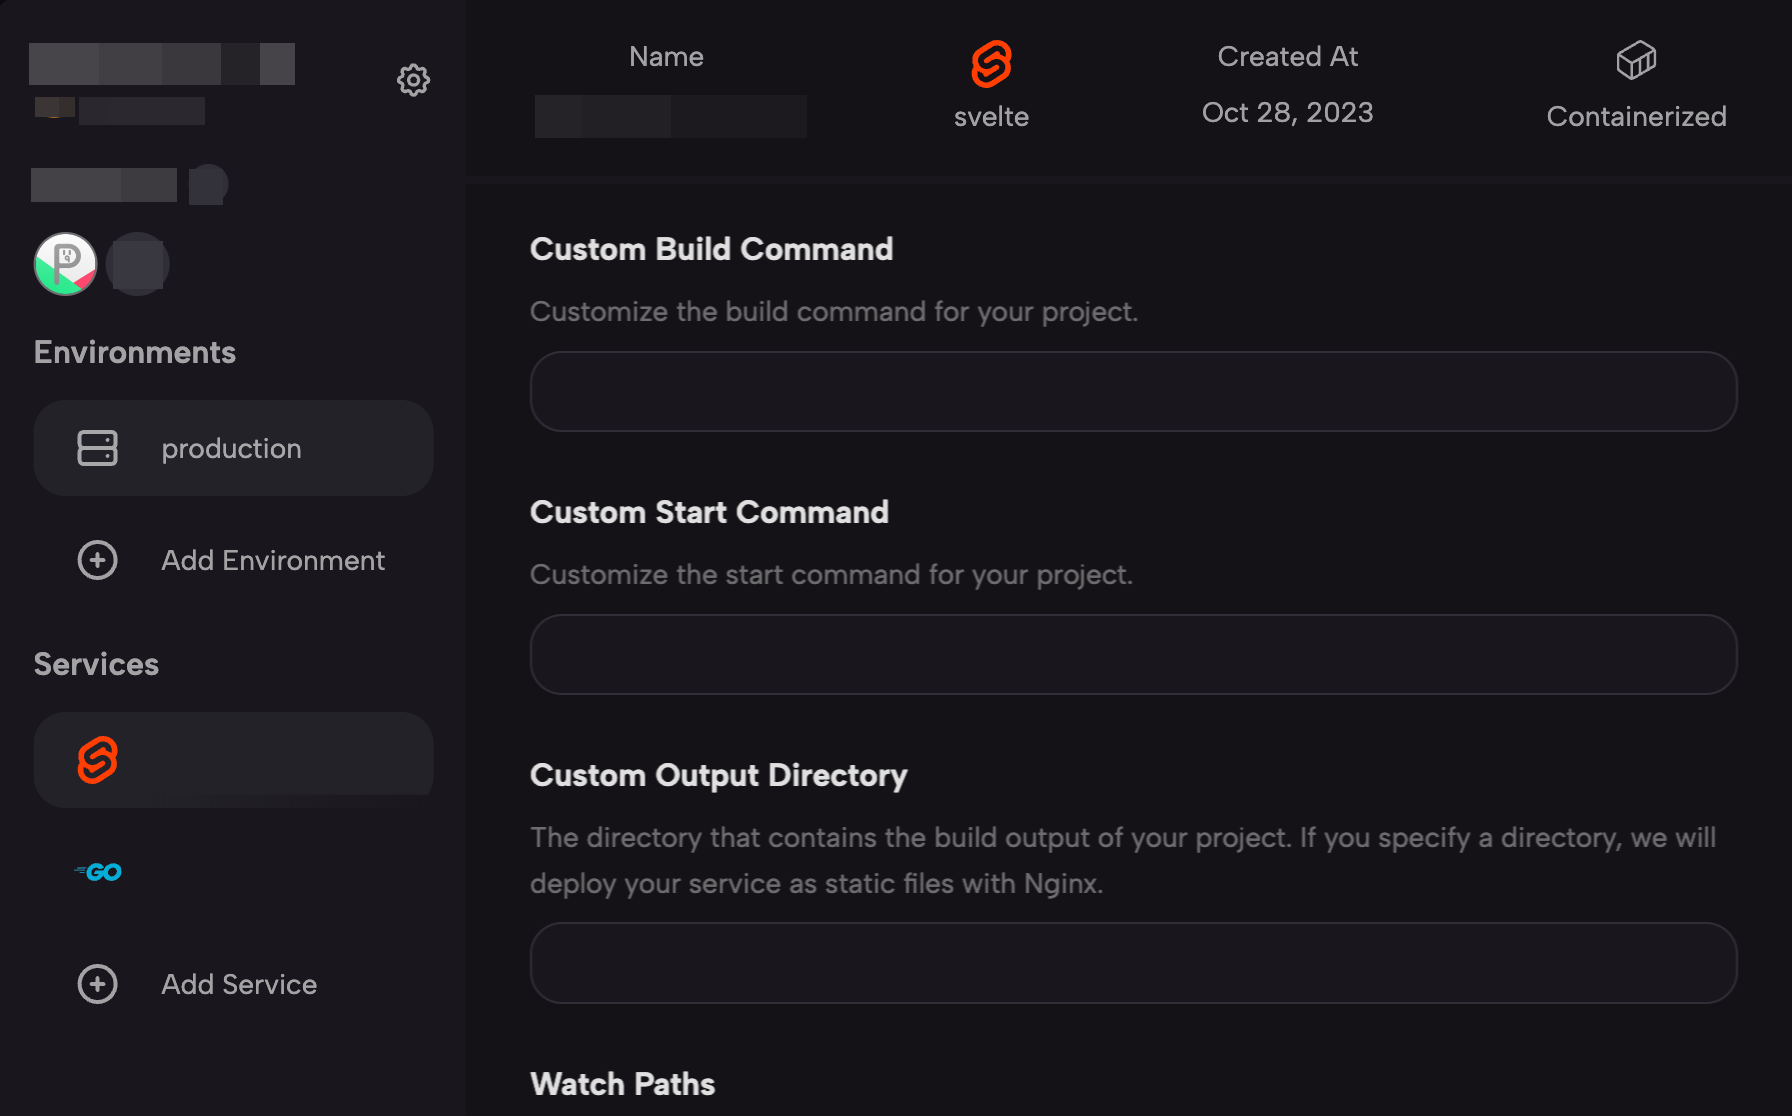 Environments
production
Add Environment
Services
GO
Add Service
Name
svelte
Created At
Oct 28, 2023
Containerized
Custom Build Command
Customize the build command for your project.
Custom Start Command
Customize the start command for your project.
Custom Output Directory
The directory that contains the build output of your project. If you specify a directory, we will
deploy your service as static files with Nginx.
Watch Paths